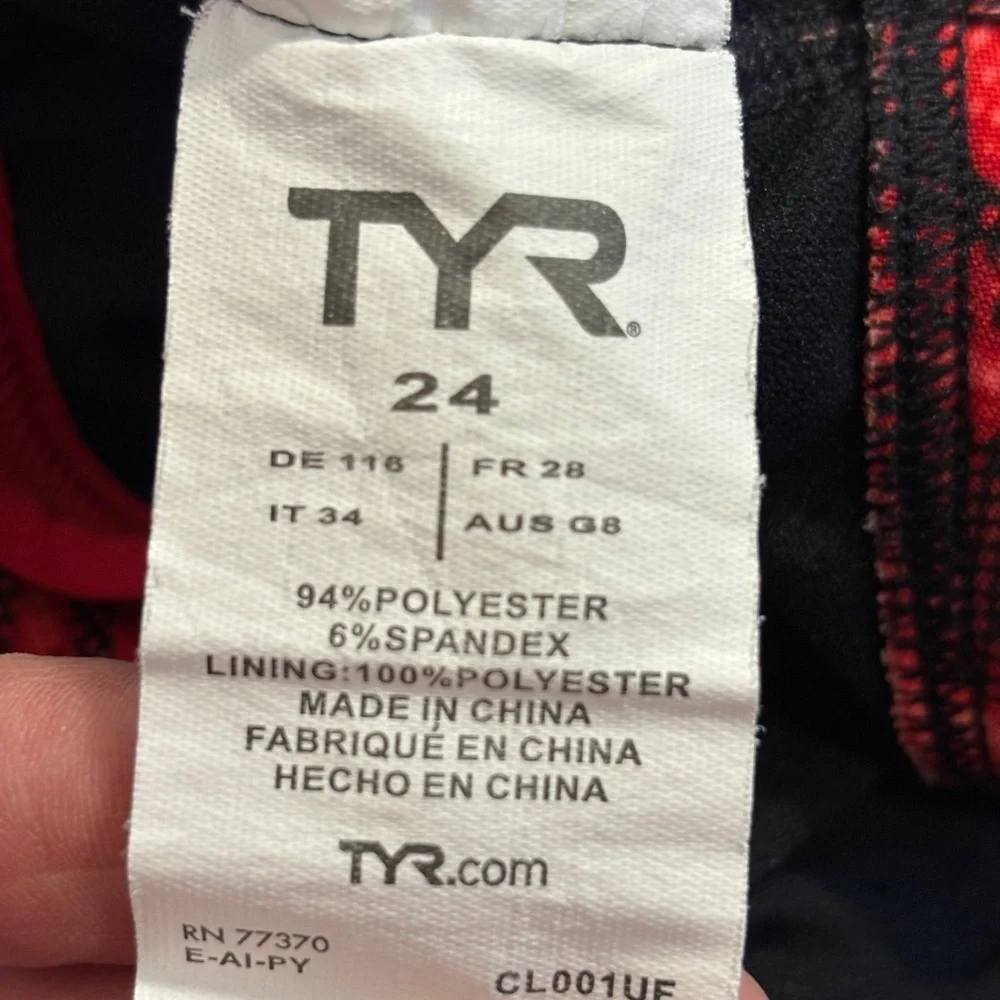 TYR®
24
DE 116 FR 28
IT 34 AUS G8
94%POLYESTER
6%SPANDEX
LINING:100%POLYESTER
MADE IN CHINA
FABRIQUÉ EN CHINA
HECHO EN CHINA
TYR.com
RN 77370
E-AI-PY
CL001UF